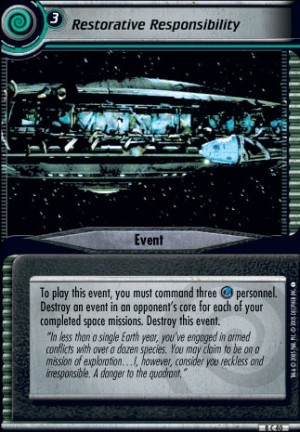 3
Restorative Responsibility
Event
To play this event, you must command three personnel.
Destroy an event in an opponent's core for each of your
completed space missions. Destroy this event.
"In less than a single Earth year, you've engaged in armed
conflicts with over a dozen species. You may claim to be on a
mission of exploration...I, however, consider you reckless and
irresponsible. A danger to the quadrant."